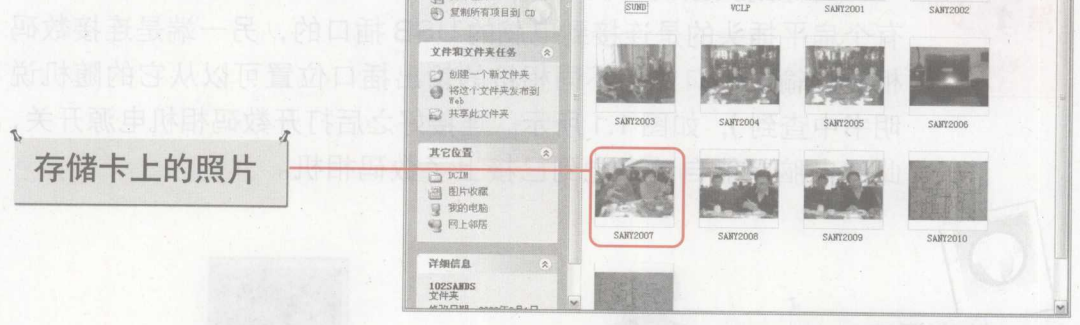 复制所有项目到 CD
SUND
VCLP
SANY2001
SANY2002
文件和文件夹任务
创建一个新文件夹
将这个文件夹发布到
Web
共享此文件夹
SANY2003
SANY2004
SANY2005
SANY2006
存储卡上的照片
其它位置
DCIM
图片收藏
我的电脑
网上邻居
SANY2007
SANY2008
SANY2009
SANY2010
详细信息
102SANDS
文件夹